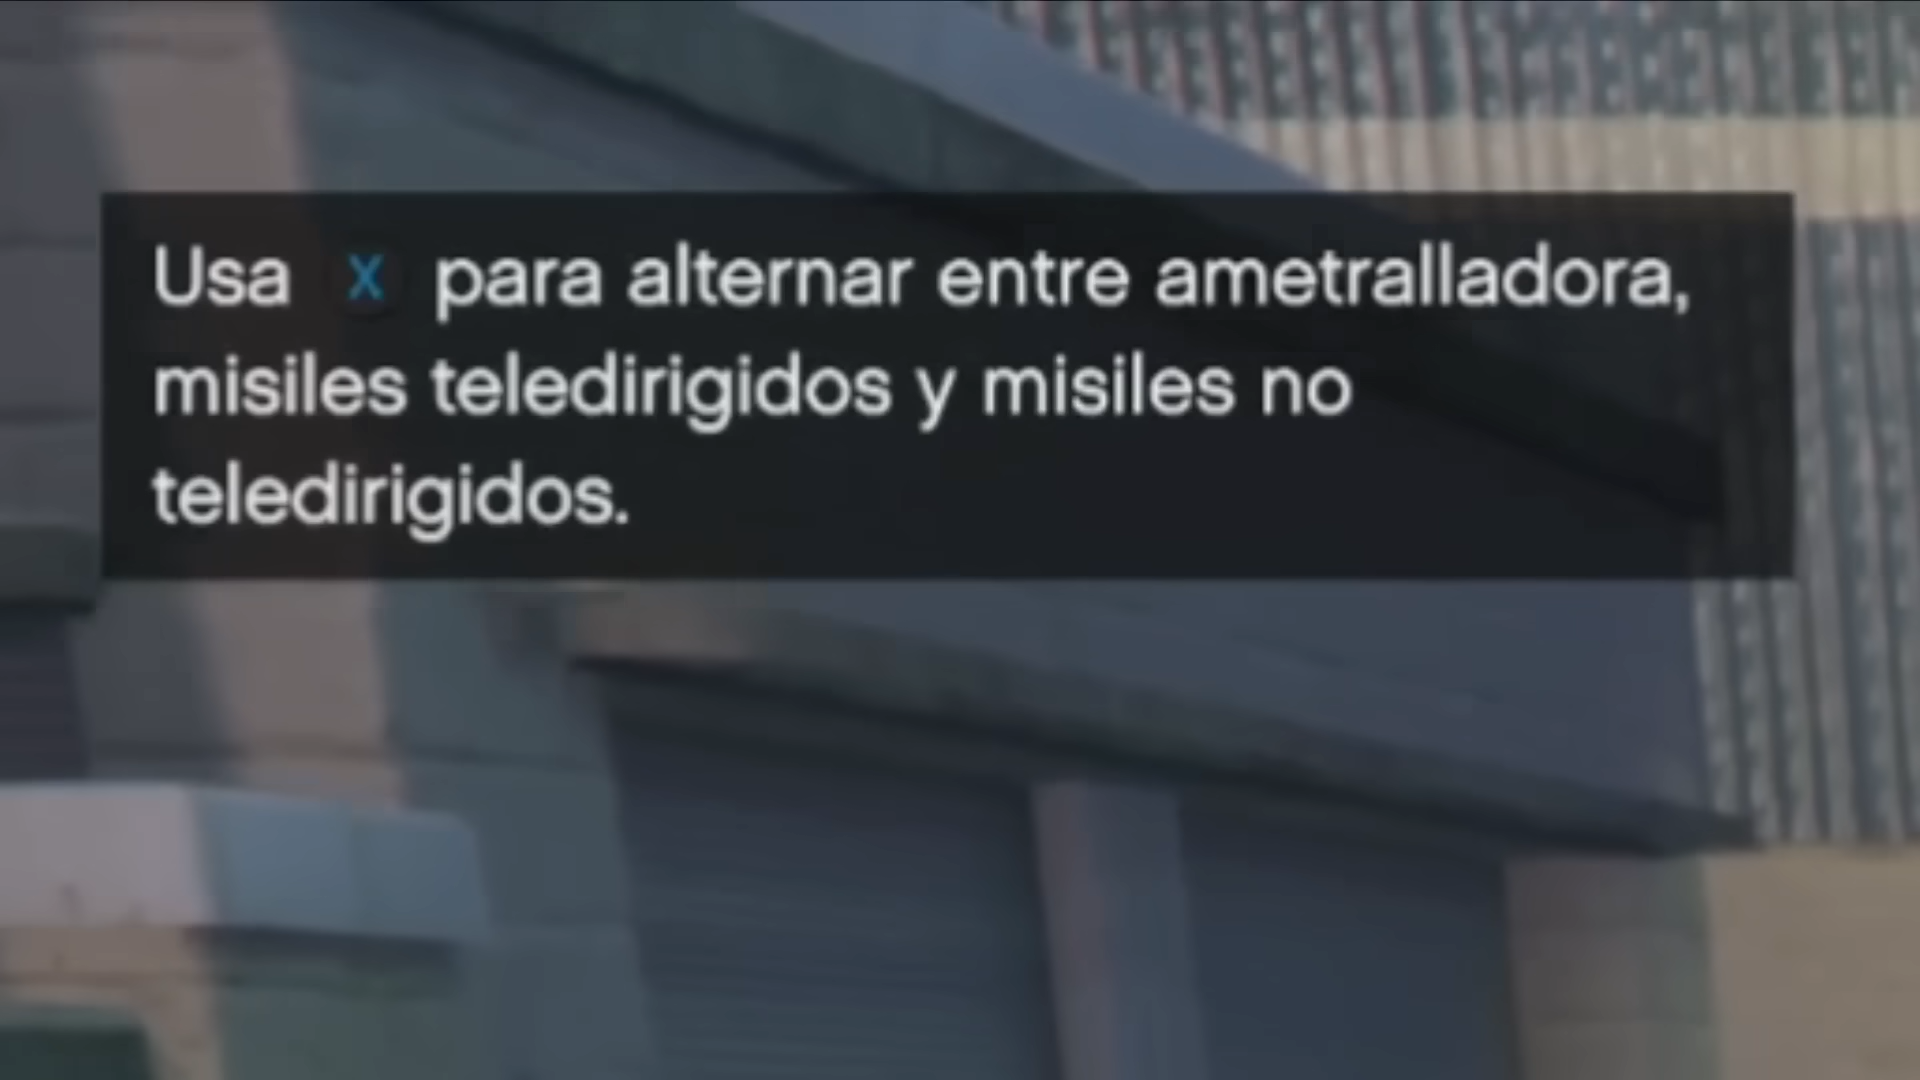 Usa X para alternar entre ametralladora,
misiles teledirigidos y misiles no
teledirigidos.